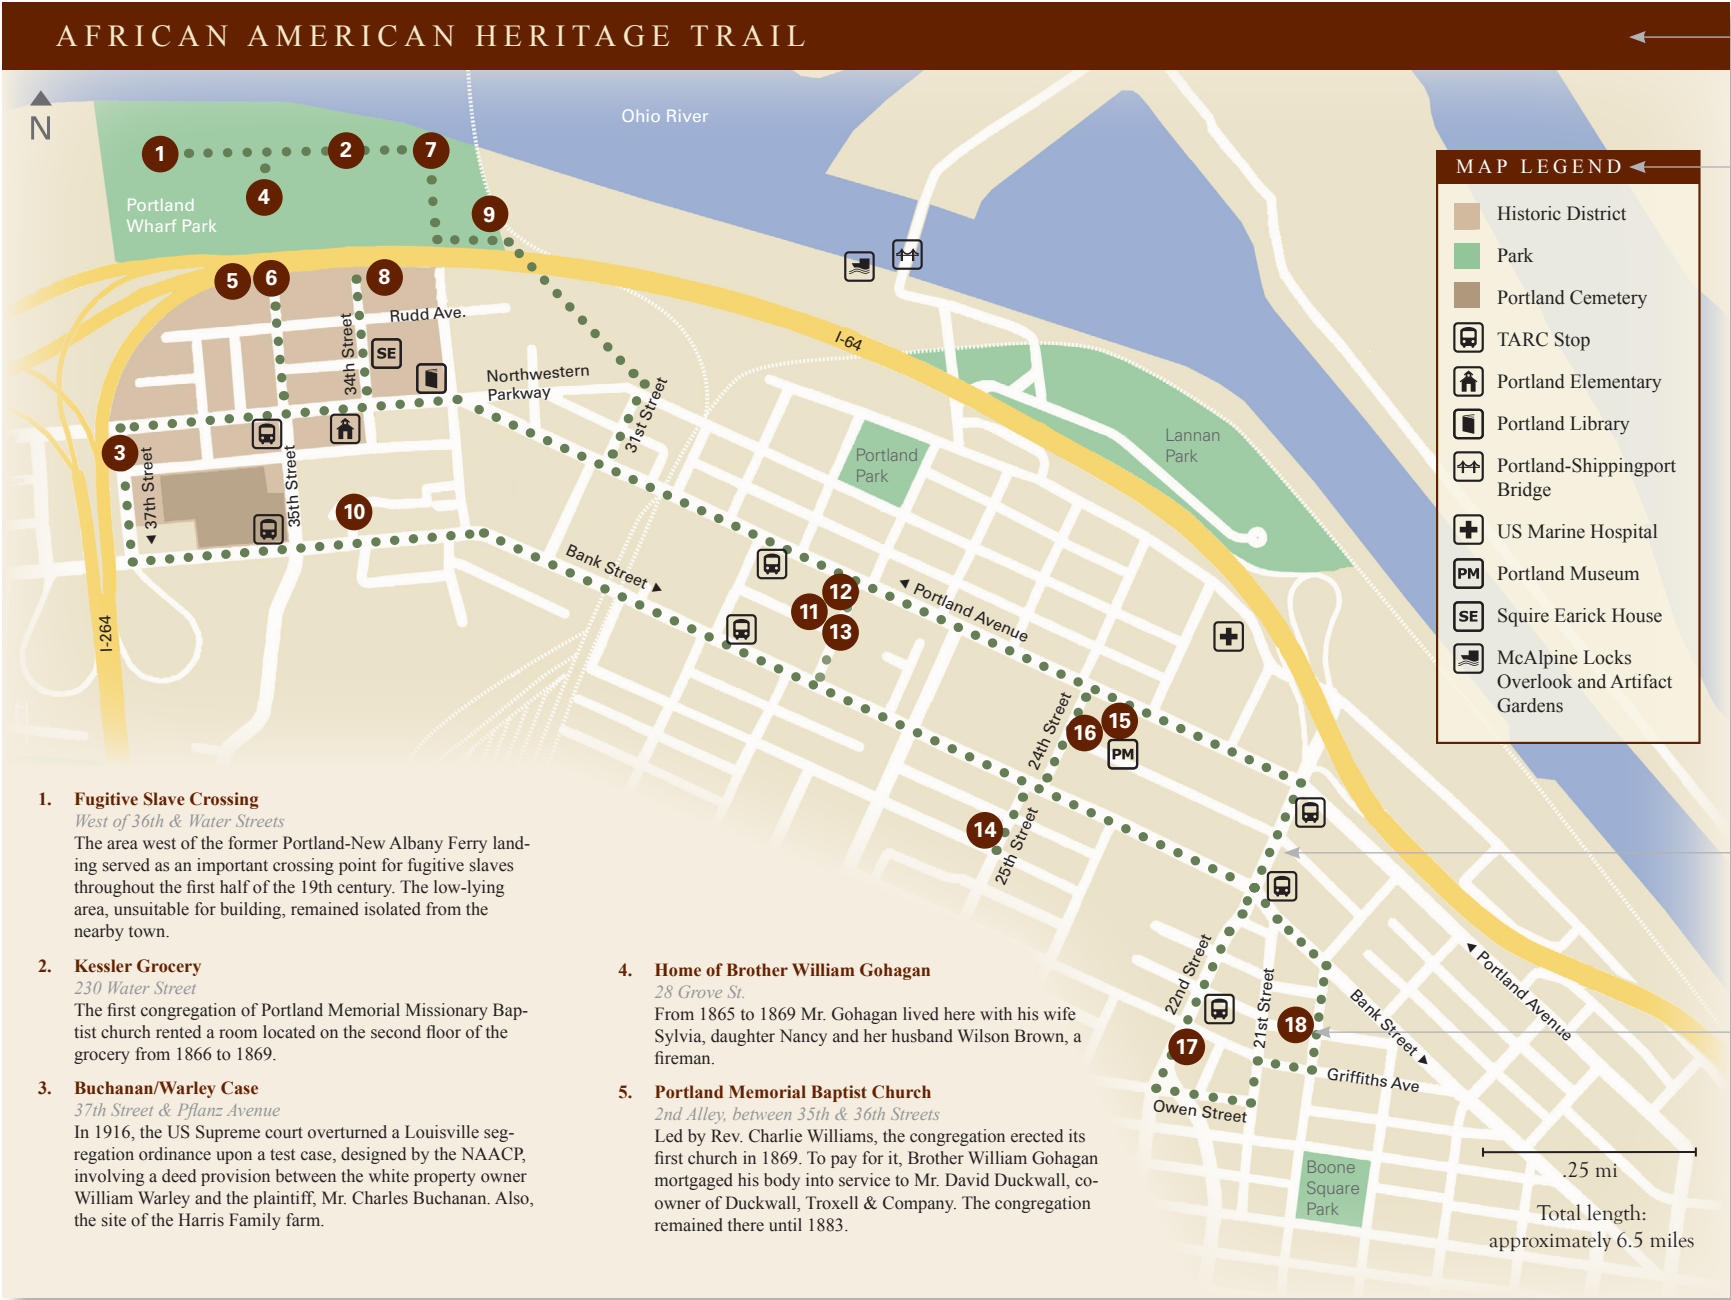 AFRICAN AMERICAN HERITAGE TRAIL
N
Ohio River
1
2
7
4
9
Portland
Wharf Park
5
6
8
Rudd Ave.
34th Street
SE
Northwestern
Parkway
31st Street
I-64
3
37th Street
35th Street
10
I-264
Portland
Park
Lannan
Park
Bank Street
12
11
13
Portland Avenue
24th Street
16
15
PM
14
25th Street
22nd Street
21st Street
17
18
Bank Street
Portland Avenue
Griffiths Ave
Owen Street
Boone
Square
Park
MAP LEGEND
Historic District
Park
Portland Cemetery
TARC Stop
Portland Elementary
Portland Library
Portland-Shippingport
Bridge
US Marine Hospital
PM Portland Museum
SE Squire Earick House
McAlpine Locks
Overlook and Artifact
Gardens
.25 mi
Total length:
approximately 6.5 miles
1. Fugitive Slave Crossing
West of 36th & Water Streets
The area west of the former Portland-New Albany Ferry land-
ing served as an important crossing point for fugitive slaves
throughout the first half of the 19th century. The low-lying
area, unsuitable for building, remained isolated from the
nearby town.
2. Kessler Grocery
230 Water Street
The first congregation of Portland Memorial Missionary Bap-
tist church rented a room located on the second floor of the
grocery from 1866 to 1869.
3. Buchanan/Warley Case
37th Street & Pflanz Avenue
In 1916, the US Supreme court overturned a Louisville seg-
regation ordinance upon a test case, designed by the NAACP,
involving a deed provision between the white property owner
William Warley and the plaintiff, Mr. Charles Buchanan. Also,
the site of the Harris Family farm.
4. Home of Brother William Gohagan
28 Grove St.
From 1865 to 1869 Mr. Gohagan lived here with his wife
Sylvia, daughter Nancy and her husband Wilson Brown, a
fireman.
5. Portland Memorial Baptist Church
2nd Alley, between 35th & 36th Streets
Led by Rev. Charlie Williams, the congregation erected its
first church in 1869. To pay for it, Brother William Gohagan
mortgaged his body into service to Mr. David Duckwall, co-
owner of Duckwall, Troxell & Company. The congregation
remained there until 1883.